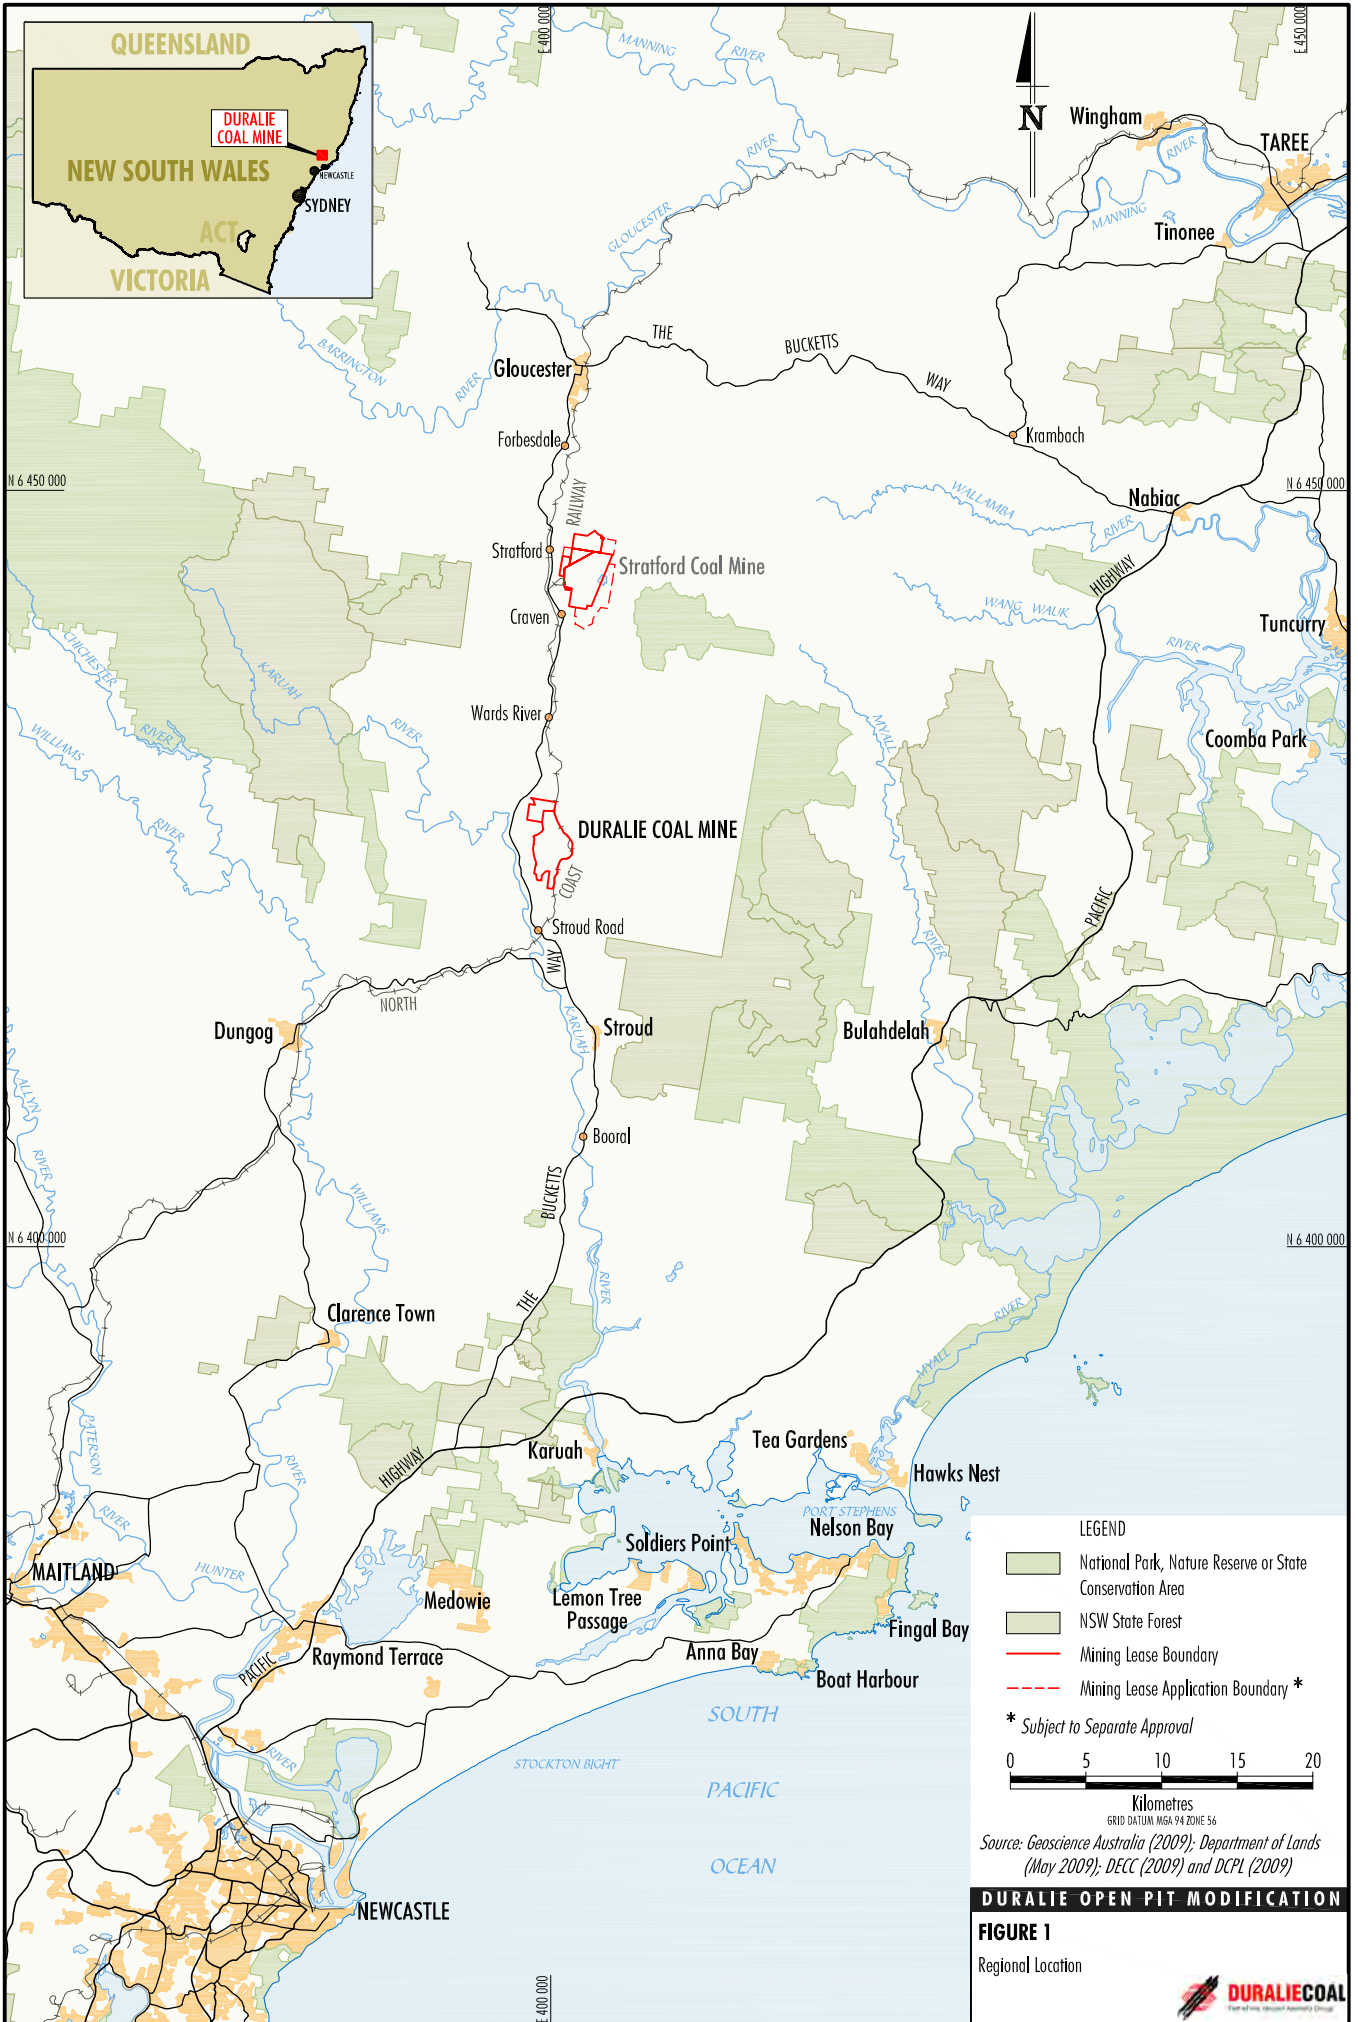 QUEENSLAND
DURALIE
COAL MINE
NEW SOUTH WALES
NEWCASTLE
SYDNEY
ACT
VICTORIA
E 400 000
E 450 000
MANNING
RIVER
N
Wingham
RIVER
TAREE
RIVER
MANNING
Tinonee
GLOUCESTER
BARRINGTON
RIVER
THE
BUCKETTS
WAY
Gloucester
Forbesdale
Krambach
N 6 450 000
N 6 450 000
RAILWAY
WALLAMBA
RIVER
Nabiac
Stratford
Stratford Coal Mine
HIGHWAY
Craven
WANG WAUK
RIVER
Tuncurry
CHICHESTER
RIVER
KARUAH
RIVER
WILLIAMS
RIVER
Wards River
MYALL
Coomba Park
DURALIE COAL MINE
COAST
PACIFIC
Stroud Road
WAY
RIVER
NORTH
KARUAH
Dungog
Stroud
Bulahdelah
ALLYN
RIVER
Booral
WILLIAMS
BUCKETTS
N 6 400 000
N 6 400 000
RIVER
THE
Clarence Town
RIVER
MYALL
PATERSON
RIVER
RIVER
HIGHWAY
Karuah
Tea Gardens
Hawks Nest
PORT STEPHENS
Nelson Bay
Soldiers Point
MAITLAND
HUNTER
Medowie
Lemon Tree
Passage
Fingal Bay
Raymond Terrace
PACIFIC
Anna Bay
Boat Harbour
RIVER
STOCKTON BIGHT
SOUTH
PACIFIC
OCEAN
NEWCASTLE
E 400 000
LEGEND
National Park, Nature Reserve or State
Conservation Area
NSW State Forest
Mining Lease Boundary
Mining Lease Application Boundary *
* Subject to Separate Approval
0 5 10 15 20
Kilometres
GRID DATUM MGA 94 ZONE 56
Source: Geoscience Australia (2009); Department of Lands
(May 2009); DECC (2009) and DCPL (2009)
DURALIE OPEN PIT MODIFICATION
FIGURE 1
Regional Location
DURALIECOAL